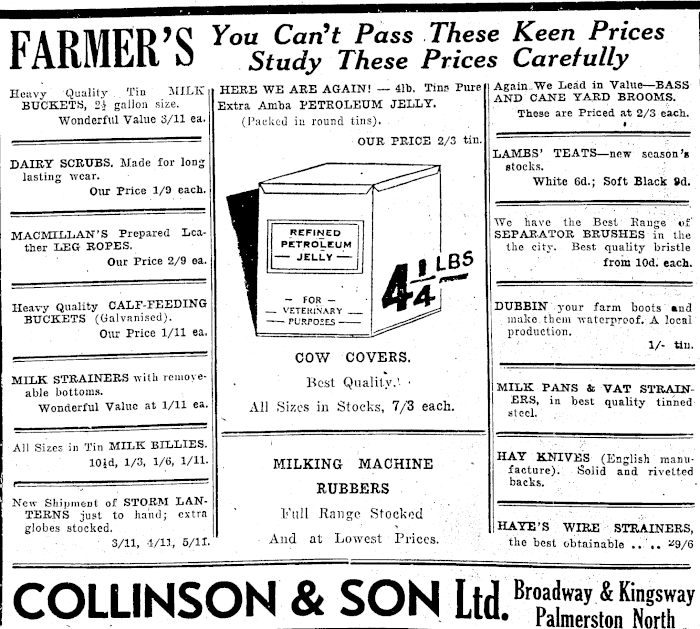 FARMER'S
You Can't Pass These Keen Prices
Study These Prices Carefully
Heavy Quality Tin MILK
BUCKETS, 2½ gallon size.
Wonderful Value 3/11 ea.
DAIRY SCRUBS. Made for long
lasting wear.
Our Price 1/9 each.
MACMILLAN'S Prepared Lea-
ther LEG ROPES.
Our Price 2/9 ea.
Heavy Quality CALF-FEEDING
BUCKETS (Galvanised).
Our Price 1/11 ea.
MILK STRAINERS with remove-
able bottoms.
Wonderful Value at 1/11 ea.
All Sizes in Tin MILK BILLIES.
10½d, 1/3, 1/6, 1/11.
New Shipment of STORM LAN-
TERNS just to hand; extra
globes stocked.
3/11, 4/11, 5/11.
HERE WE ARE AGAIN! — 4lb. Tins Pure
Extra Amba PETROLEUM JELLY.
(Packed in round tins).
OUR PRICE 2/3 tin.
REFINED
PETROLEUM
JELLY
— FOR —
VETERINARY
PURPOSES
4 1/4 LBS
COW COVERS.
Best Quality.
All Sizes in Stocks, 7/3 each.
MILKING MACHINE
RUBBERS
Full Range Stocked
And at Lowest Prices.
Again We Lead in Value—BASS
AND CANE YARD BROOMS.
These are Priced at 2/3 each.
LAMBS' TEATS—new season's
stocks.
White 6d.; Soft Black 9d.
We have the Best Range of
SEPARATOR BRUSHES in the
the city. Best quality bristle
from 10d. each.
DUBBIN your farm boots and
make them waterproof. A local
production.
1/- tin.
MILK PANS & VAT STRAIN-
ERS, in best quality tinned
steel.
HAY KNIVES (English manu-
facture). Solid and rivetted
backs.
HAYE'S WIRE STRAINERS,
the best obtainable .. .. 29/6
COLLINSON & SON Ltd.
Broadway & Kingsway
Palmerston North